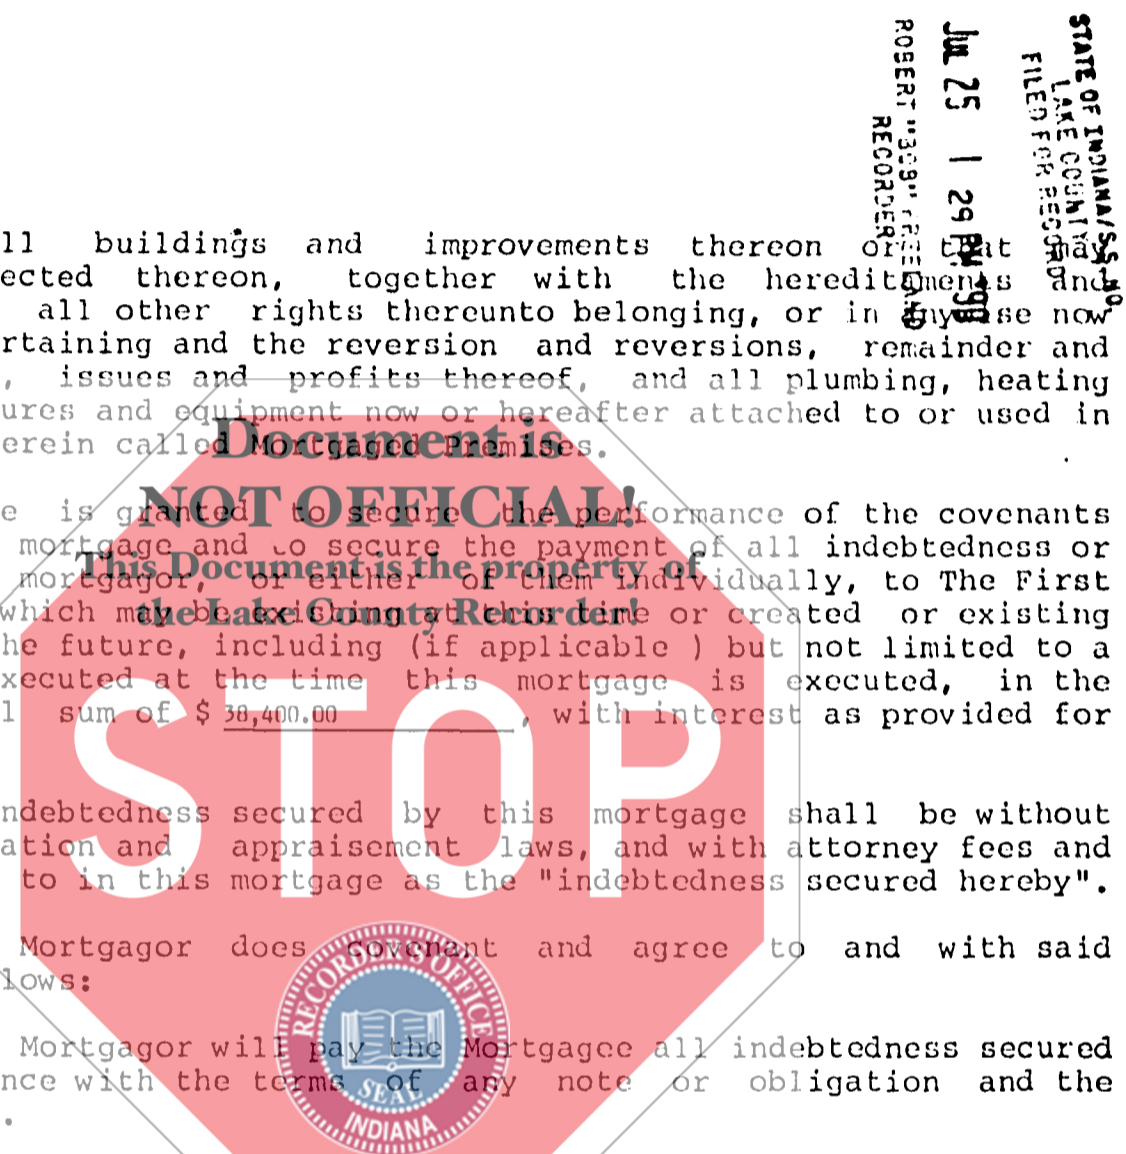 STATE OF INDIANA/S.S. NO.
LAKE COUNTY
FILED FOR RECORD
JUL 25 1 29 PM '90
ROBERT "BOB" FREELAND
RECORDER
ll buildings and improvements thereon or that may
ected thereon, together with the hereditaments and
all other rights thereunto belonging, or in anywise now
rtaining and the reversion and reversions, remainder and
, issues and profits thereof, and all plumbing, heating
ures and equipment now or hereafter attached to or used in
erein called Mortgaged Premises.
Document is
NOT OFFICIAL!
This Document is the property of
the Lake County Recorder!
e is granted to secure the performance of the covenants
mortgage and to secure the payment of all indebtedness or
mortgagor, or either of them individually, to The First
which may be existing at this time or created or existing
he future, including (if applicable ) but not limited to a
xecuted at the time this mortgage is executed, in the
l sum of $ 38,400.00 , with interest as provided for
STOP
ndebtedness secured by this mortgage shall be without
ation and appraisement laws, and with attorney fees and
to in this mortgage as the "indebtedness secured hereby".
Mortgagor does covenant and agree to and with said
lows:
Mortgagor will pay the Mortgagee all indebtedness secured
nce with the terms of any note or obligation and the
.
RECORDER'S OFFICE
SEAL
INDIANA